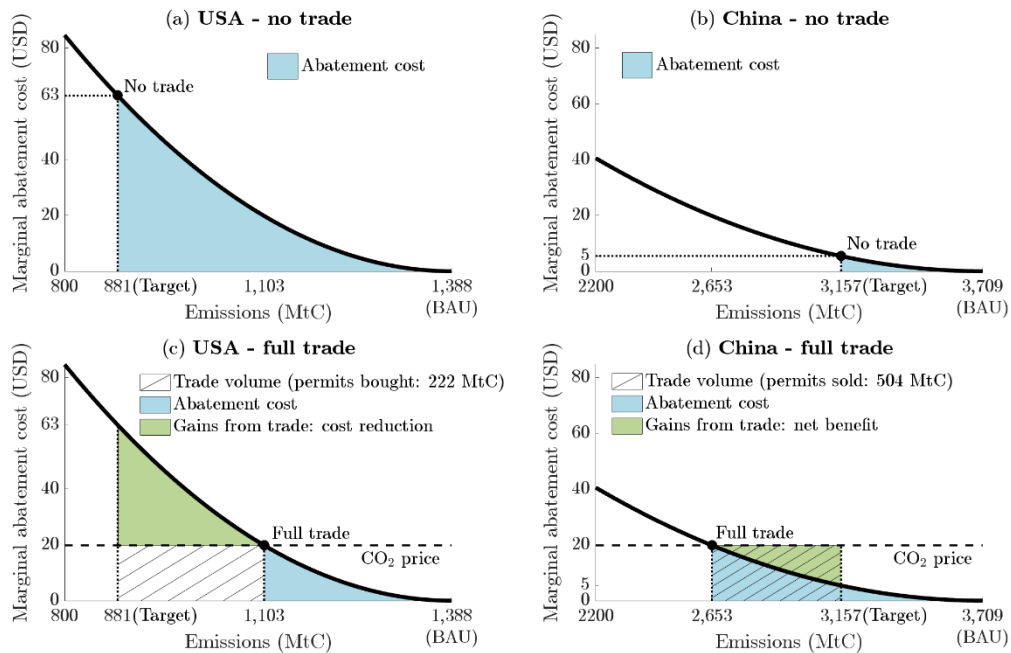 (a) USA - no trade
Marginal abatement cost (USD)
80
63
40
20
0
No trade
Abatement cost
800
881(Target)
1,103
1,388
(BAU)
Emissions (MtC)
(b) China - no trade
Marginal abatement cost (USD)
80
60
40
20
5
0
Abatement cost
No trade
2200
2,653
3,157(Target)
3,709
(BAU)
Emissions (MtC)
(c) USA - full trade
Marginal abatement cost (USD)
80
63
40
20
0
Trade volume (permits bought: 222 MtC)
Abatement cost
Gains from trade: cost reduction
Full trade
CO₂ price
800
881(Target)
1,103
1,388
(BAU)
Emissions (MtC)
(d) China - full trade
Marginal abatement cost (USD)
80
60
40
20
5
0
Trade volume (permits sold: 504 MtC)
Abatement cost
Gains from trade: net benefit
Full trade
CO₂ price
2200
2,653
3,157(Target)
3,709
(BAU)
Emissions (MtC)